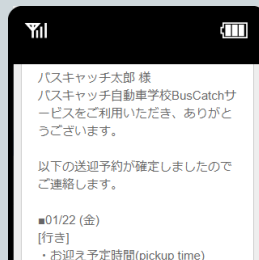 バスキャッチ太郎 様
バスキャッチ自動車学校BusCatchサ
ービスをご利用いただき、ありがと
うございます。
以下の送迎予約が確定しましたので
ご連絡します。
■01/22 (金)
[行き]
・お迎え予定時間(pickup time)